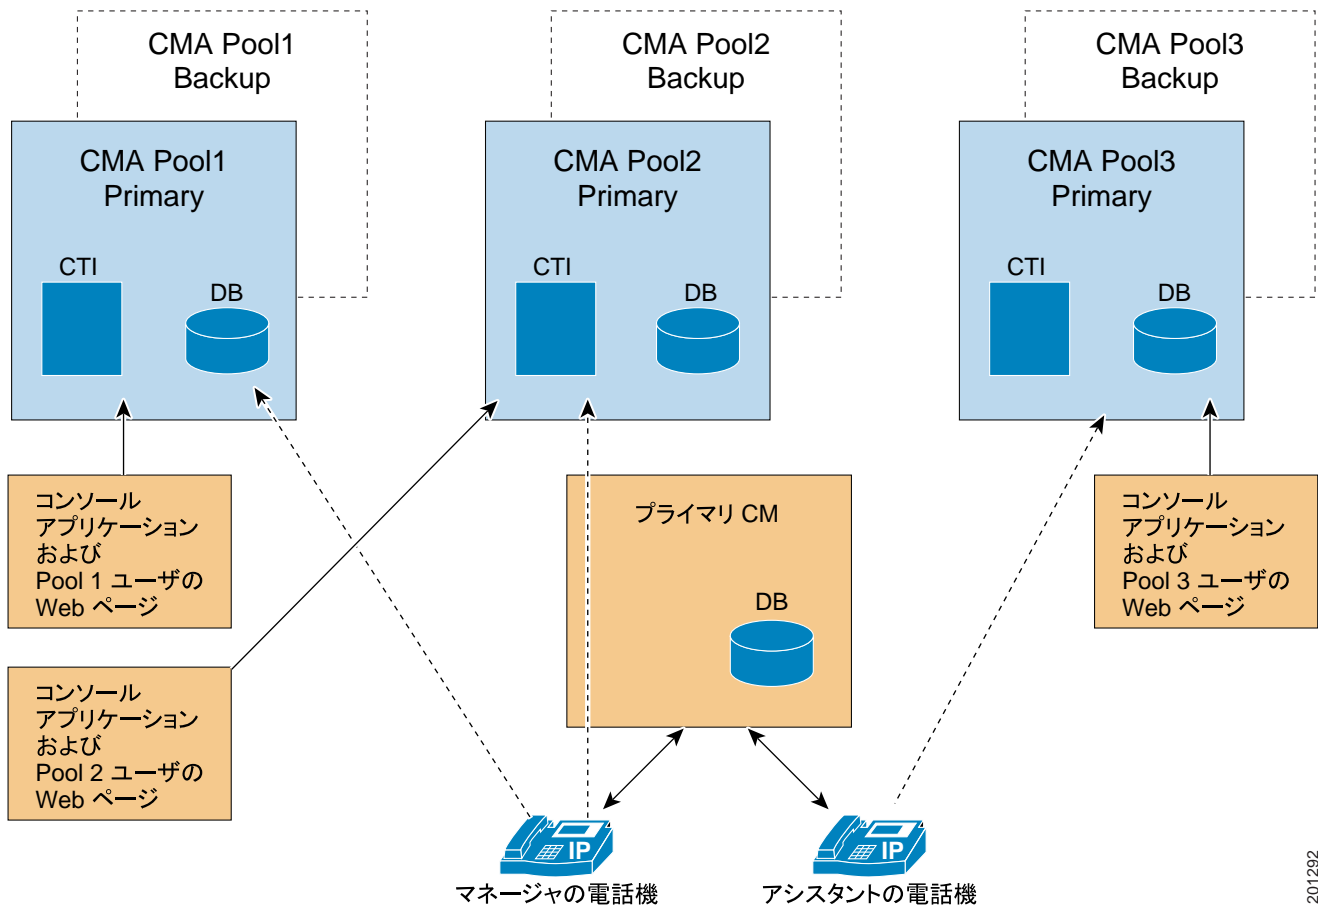 CMA Pool1
Backup
CMA Pool2
Backup
CMA Pool3
Backup
CMA Pool1
Primary
CMA Pool2
Primary
CMA Pool3
Primary
CTI
DB
CTI
DB
CTI
DB
コンソール
アプリケーション
および
Pool 1 ユーザの
Web ページ
プライマリ CM
DB
コンソール
アプリケーション
および
Pool 3 ユーザの
Web ページ
コンソール
アプリケーション
および
Pool 2 ユーザの
Web ページ
IP
マネージャの電話機
IP
アシスタントの電話機
201292